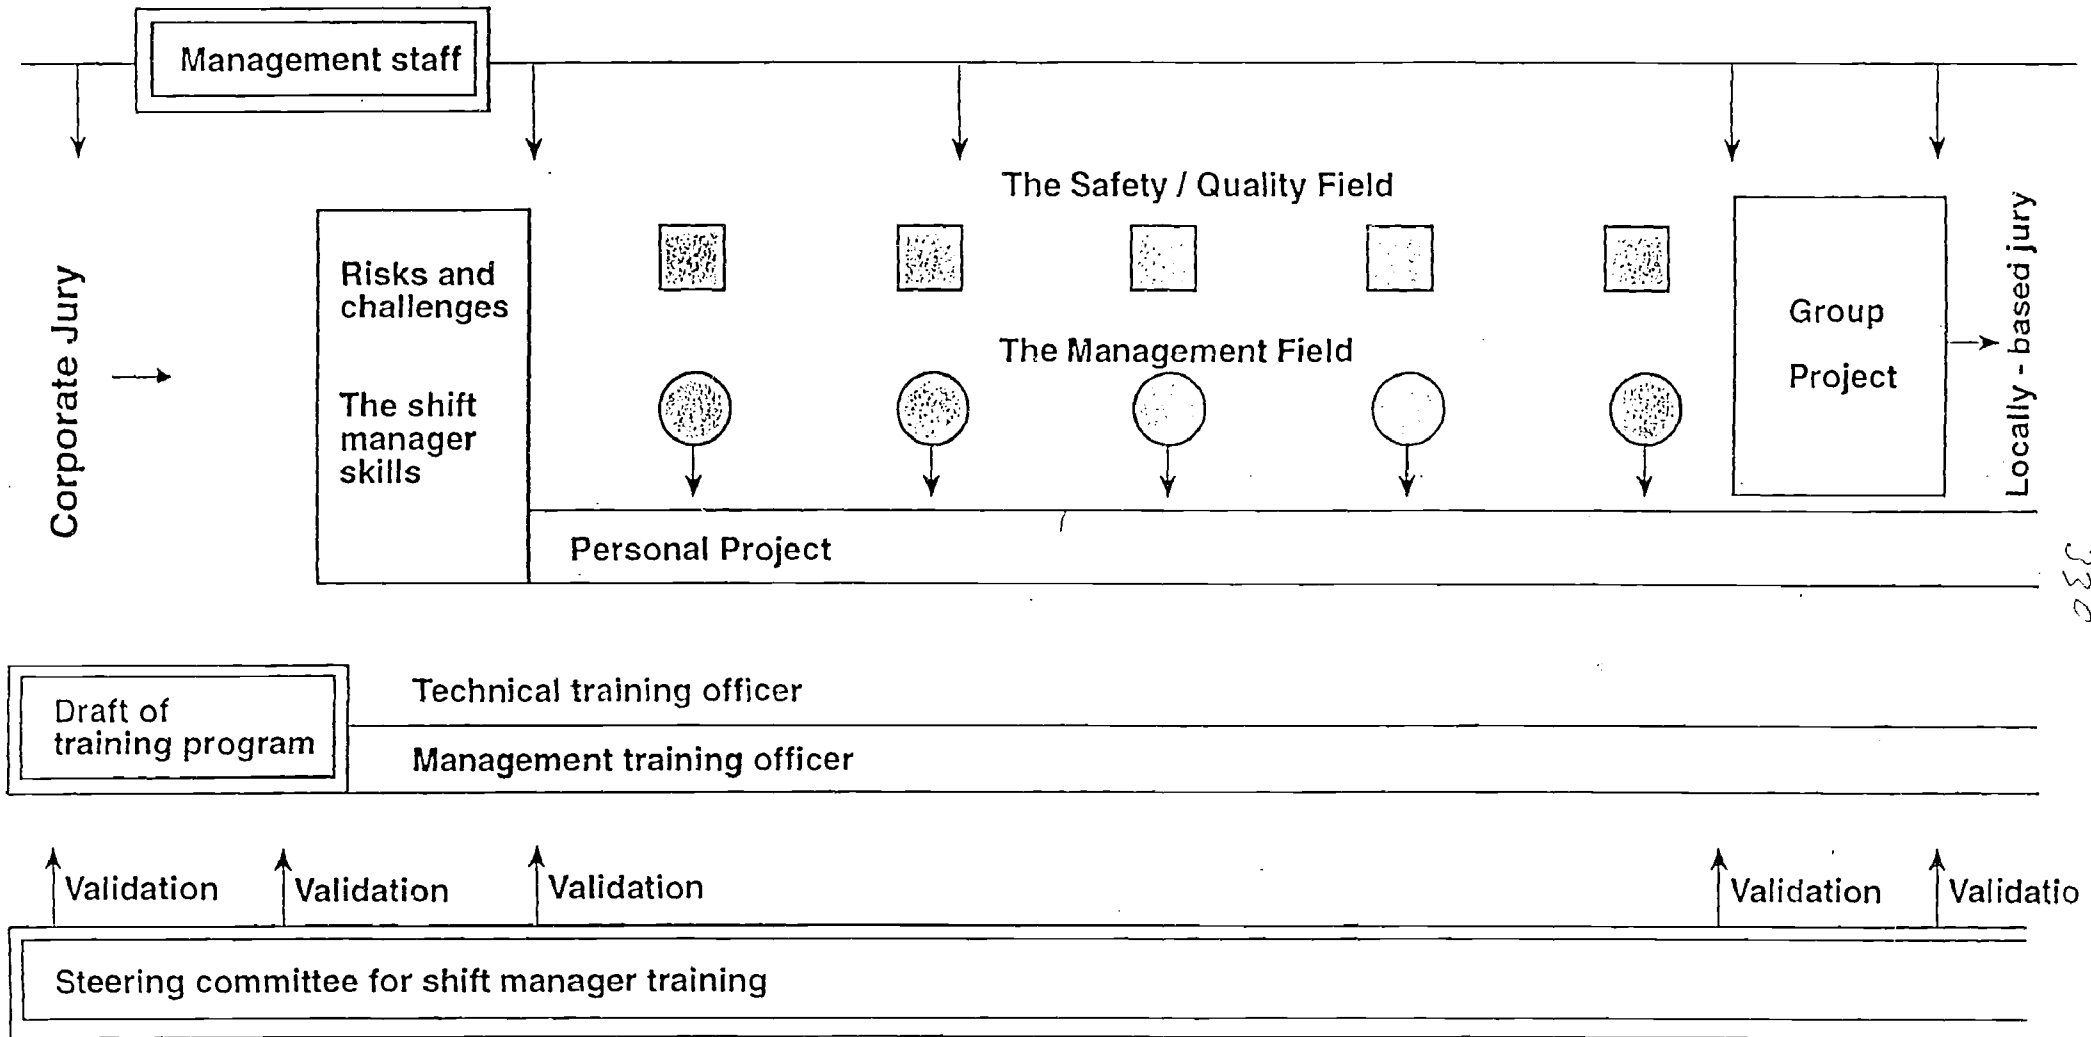 Management staff
The Safety / Quality Field
Corporate Jury
Risks and
challenges
The shift
manager
skills
The Management Field
Group
Project
Locally - based jury
Personal Project
330
Draft of
training program
Technical training officer
Management training officer
Validation
Validation
Validation
Validation
Validatio
Steering committee for shift manager training